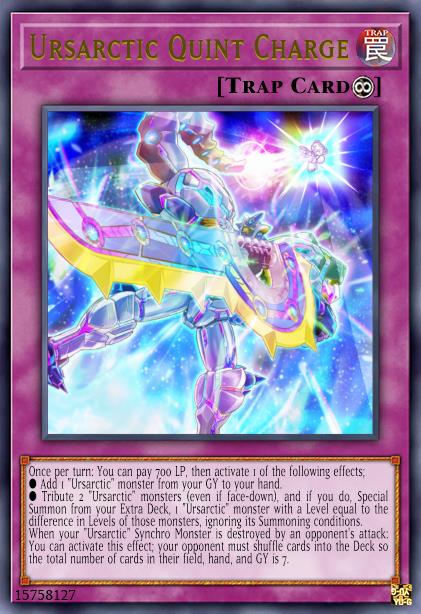 URSARCTIC QUINT CHARGE
TRAP
罠
[TRAP CARD]
Once per turn: You can pay 700 LP, then activate 1 of the following effects;
● Add 1 "Ursarctic" monster from your GY to your hand.
● Tribute 2 "Ursarctic" monsters (even if face-down), and if you do, Special
Summon from your Extra Deck, 1 "Ursarctic" monster with a Level equal to the
difference in Levels of those monsters, ignoring its Summoning conditions.
When your "Ursarctic" Synchro Monster is destroyed by an opponent's attack:
You can activate this effect; your opponent must shuffle cards into the Deck so
the total number of cards in their field, hand, and GY is 7.
15758127